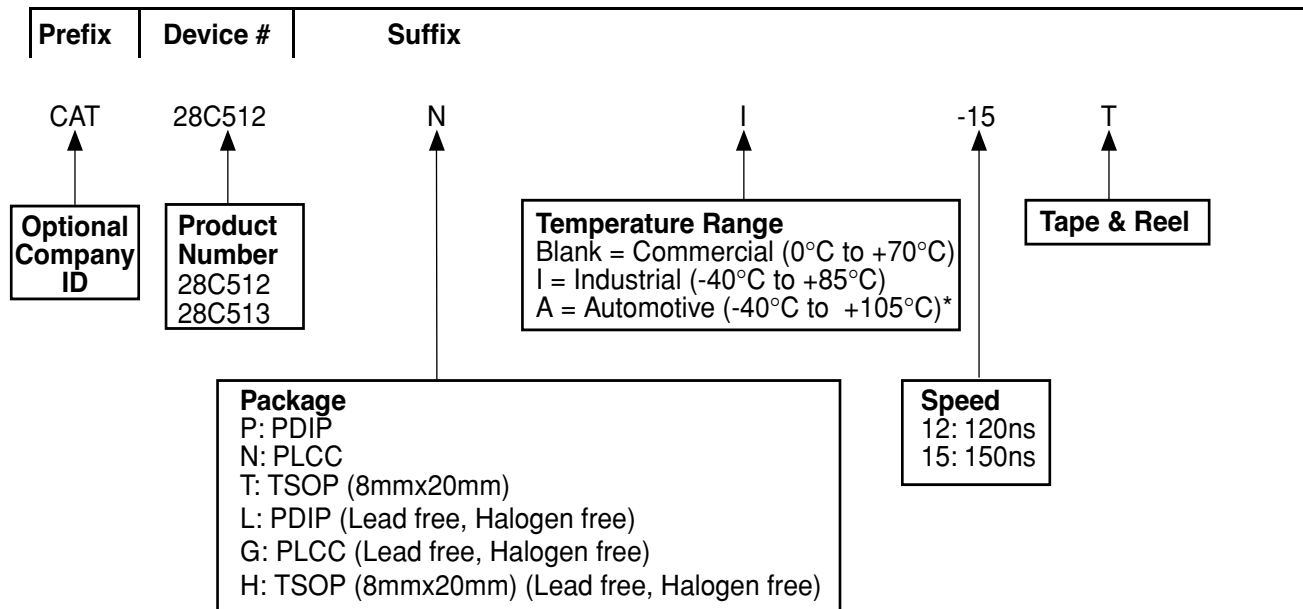 Prefix Device # Suffix
CAT 28C512 N I -15 T
Optional
Company
ID
Product
Number
28C512
28C513
Temperature Range
Blank = Commercial (0°C to +70°C)
I = Industrial (-40°C to +85°C)
A = Automotive (-40°C to +105°C)*
Tape & Reel
Package
P: PDIP
N: PLCC
T: TSOP (8mmx20mm)
L: PDIP (Lead free, Halogen free)
G: PLCC (Lead free, Halogen free)
H: TSOP (8mmx20mm) (Lead free, Halogen free)
Speed
12: 120ns
15: 150ns